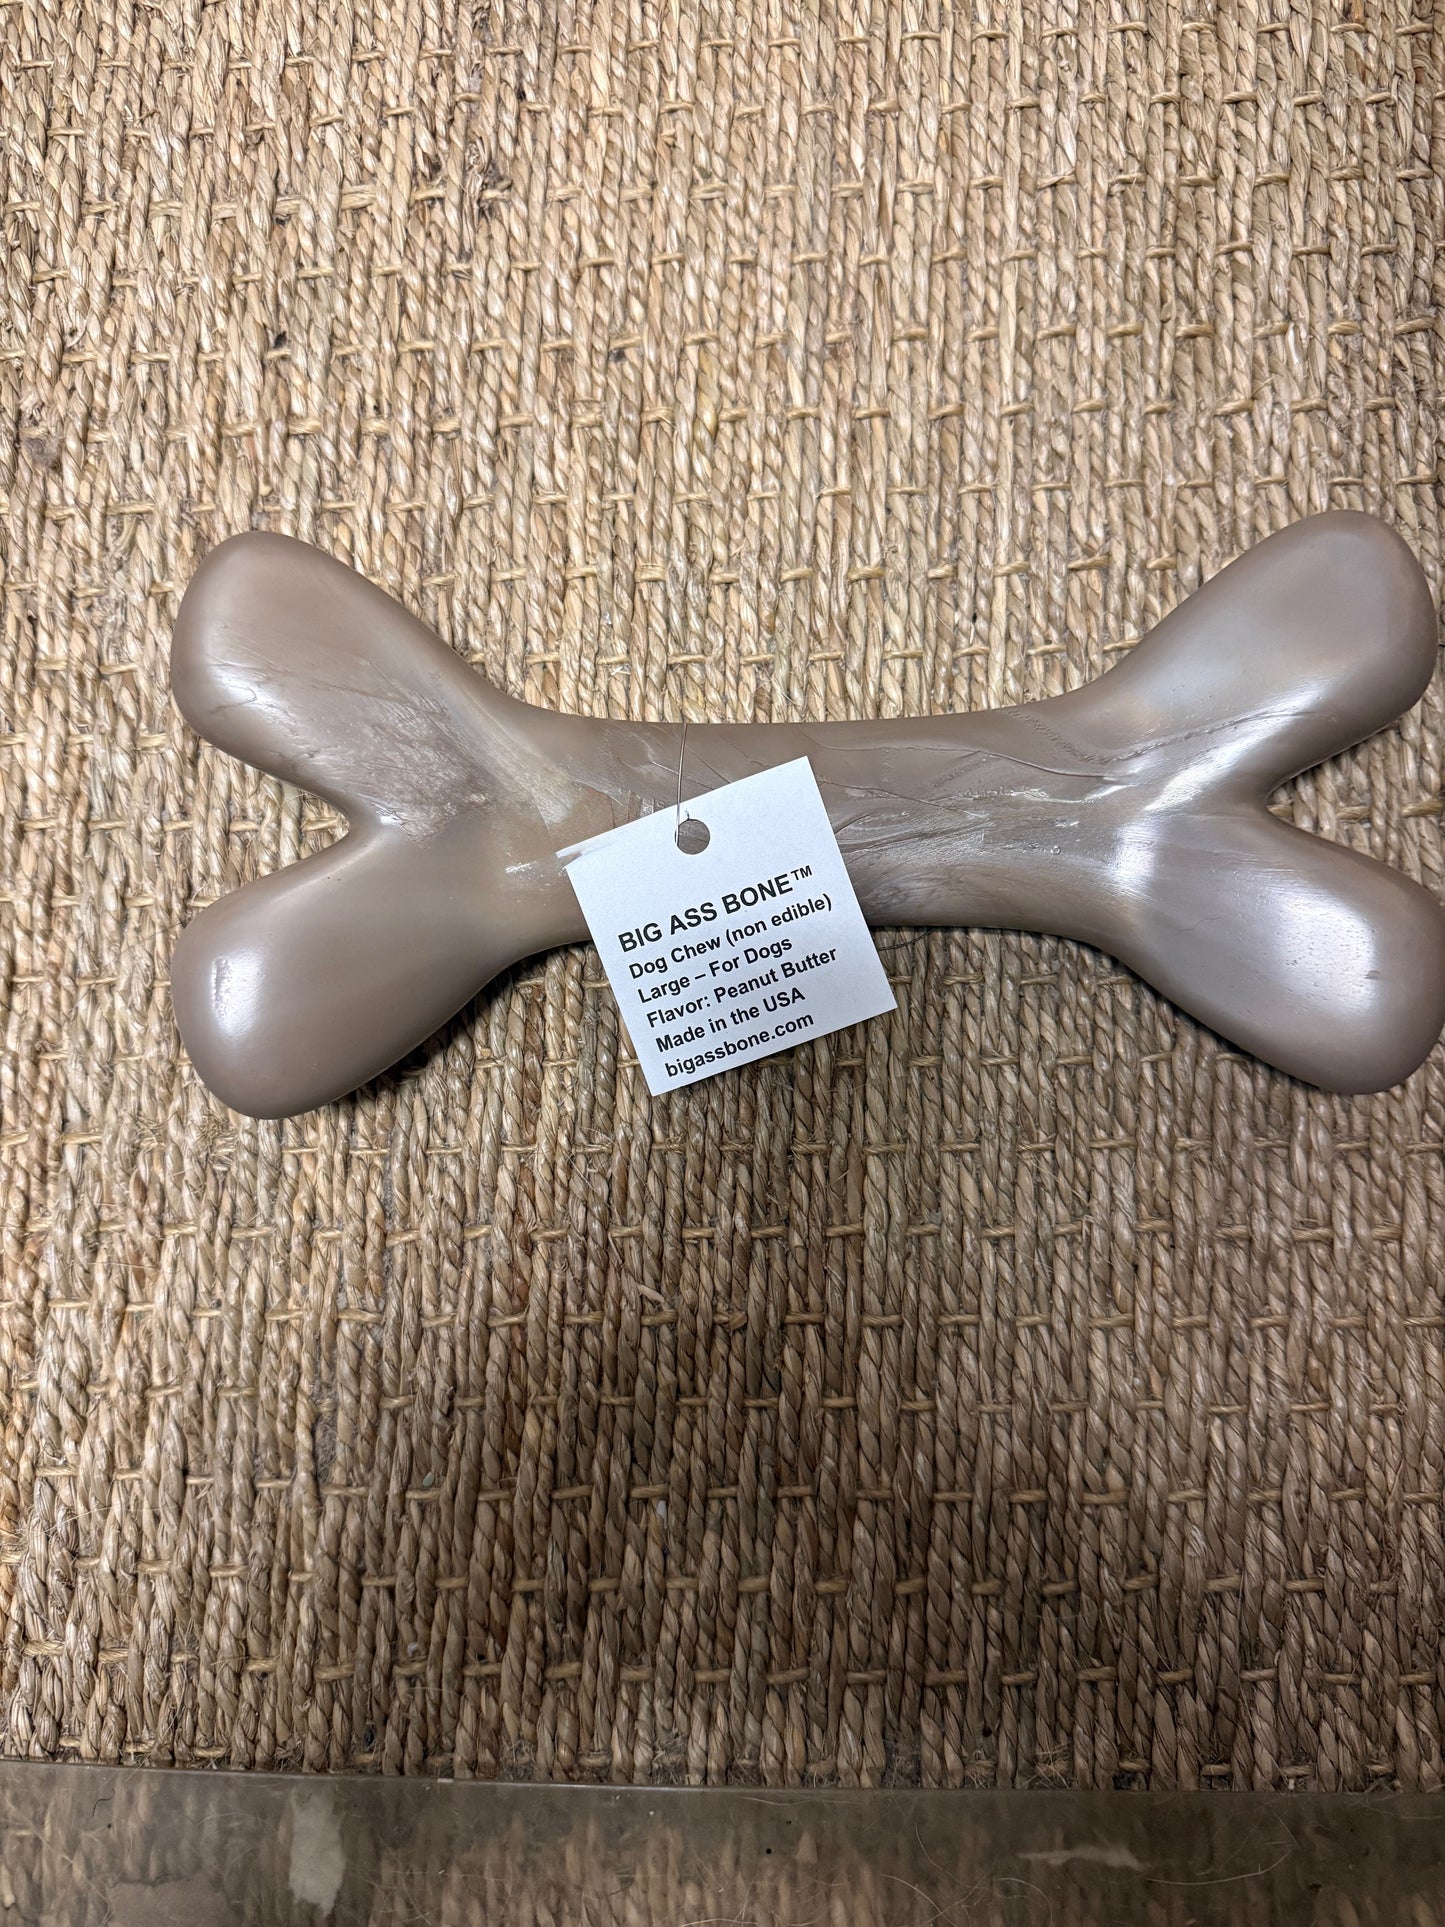 BIG ASS BONE™
Dog Chew (non edible)
Large – For Dogs
Flavor: Peanut Butter
Made in the USA
bigassbone.com